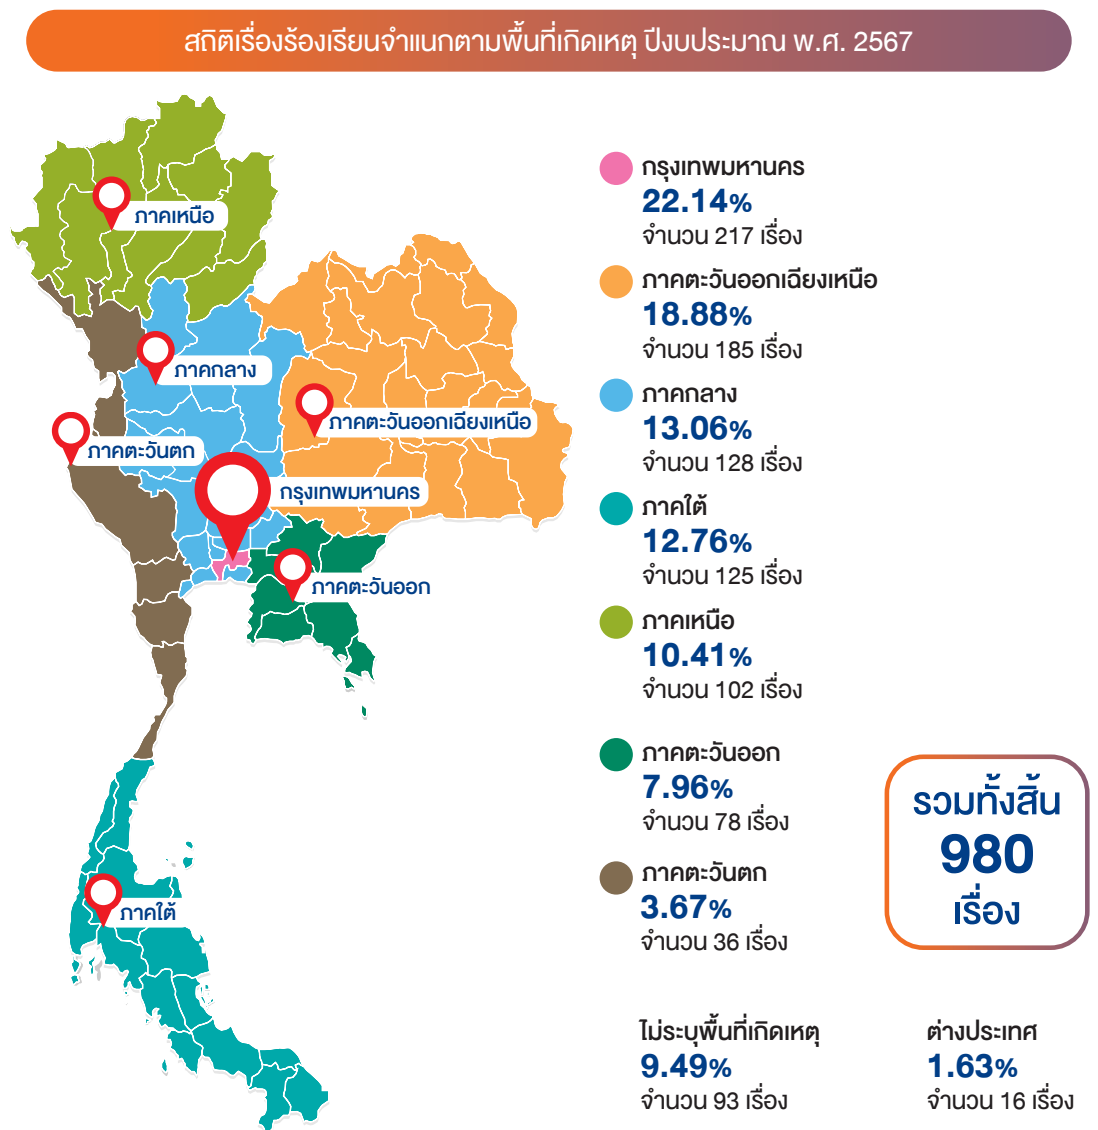 สถิติเรื่องร้องเรียนจำแนกตามพื้นที่เกิดเหตุ ปีงบประมาณ พ.ศ. 2567
ภาคเหนือ
ภาคกลาง
ภาคตะวันออกเฉียงเหนือ
ภาคตะวันตก
กรุงเทพมหานคร
ภาคตะวันออก
ภาคใต้
กรุงเทพมหานคร
22.14%
จำนวน 217 เรื่อง
ภาคตะวันออกเฉียงเหนือ
18.88%
จำนวน 185 เรื่อง
ภาคกลาง
13.06%
จำนวน 128 เรื่อง
ภาคใต้
12.76%
จำนวน 125 เรื่อง
ภาคเหนือ
10.41%
จำนวน 102 เรื่อง
ภาคตะวันออก
7.96%
จำนวน 78 เรื่อง
ภาคตะวันตก
3.67%
จำนวน 36 เรื่อง
รวมทั้งสิ้น
980
เรื่อง
ไม่ระบุพื้นที่เกิดเหตุ
9.49%
จำนวน 93 เรื่อง
ต่างประเทศ
1.63%
จำนวน 16 เรื่อง